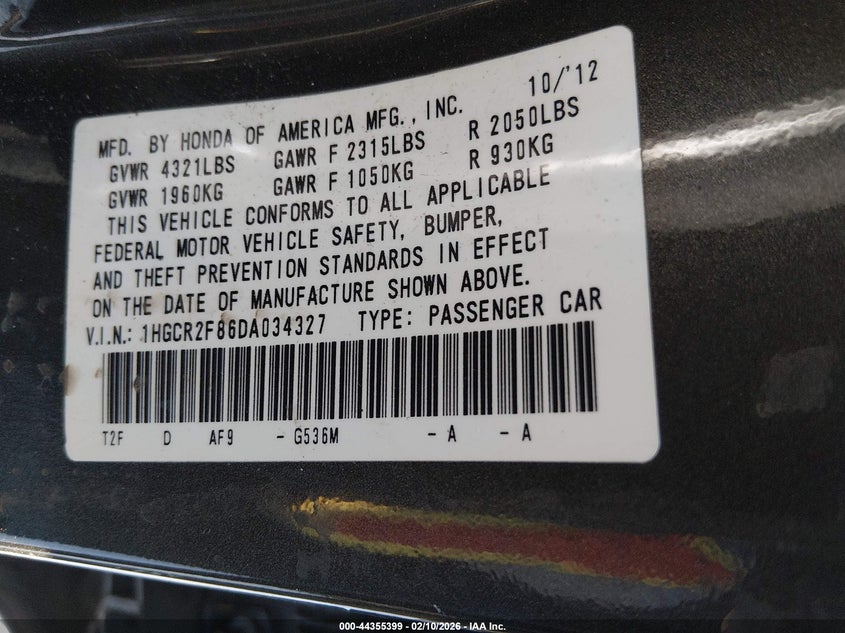 10/'12
MFD. BY HONDA OF AMERICA MFG., INC.
GVWR 4321LBS GAWR F 2315LBS R 2050LBS
GVWR 1960KG GAWR F 1050KG R 930KG
THIS VEHICLE CONFORMS TO ALL APPLICABLE
FEDERAL MOTOR VEHICLE SAFETY, BUMPER,
AND THEFT PREVENTION STANDARDS IN EFFECT
ON THE DATE OF MANUFACTURE SHOWN ABOVE.
V.I.N.: 1HGCR2F86DA034327 TYPE: PASSENGER CAR
T2F D AF9 - G536M - A - A
000-44355399 — 02/10/2026 — IAA Inc.